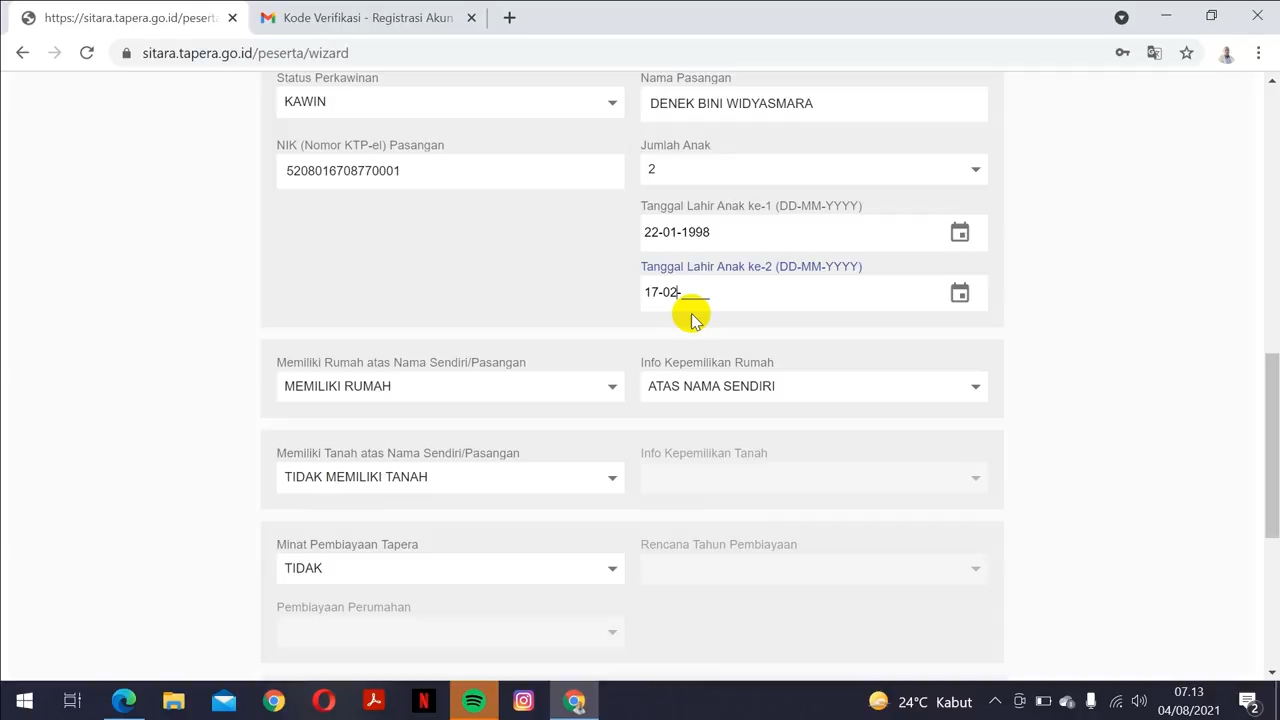 https://sitara.tapera.go.id/pesert
Kode Verifikasi - Registrasi Akun
sitara.tapera.go.id/peserta/wizard
Status Perkawinan
Nama Pasangan
KAWIN
DENEK BINI WIDYASMARA
NIK (Nomor KTP-el) Pasangan
Jumlah Anak
5208016708770001
2
Tanggal Lahir Anak ke-1 (DD-MM-YYYY)
22-01-1998
Tanggal Lahir Anak ke-2 (DD-MM-YYYY)
17-02-____
Memiliki Rumah atas Nama Sendiri/Pasangan
Info Kepemilikan Rumah
MEMILIKI RUMAH
ATAS NAMA SENDIRI
Memiliki Tanah atas Nama Sendiri/Pasangan
Info Kepemilikan Tanah
TIDAK MEMILIKI TANAH
Minat Pembiayaan Tapera
Rencana Tahun Pembiayaan
TIDAK
Pembiayaan Perumahan
24°C Kabut
07.13
04/08/2021
2